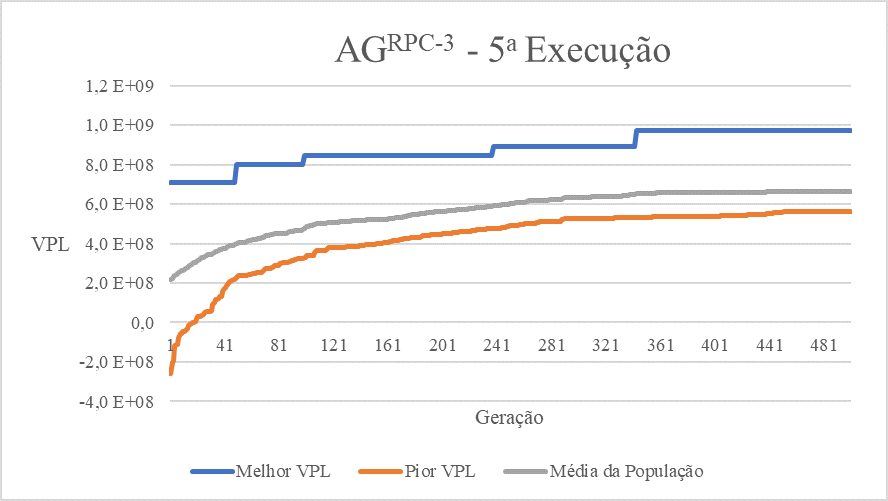 AGRPC-3 - 5ª Execução
1,2 E+09
1,0 E+09
8,0 E+08
6,0 E+08
VPL
4,0 E+08
2,0 E+08
0,0
1 41 81 121 161 201 241 281 321 361 401 441 481
-2,0 E+08
-4,0 E+08
Geração
Melhor VPL Pior VPL Média da População